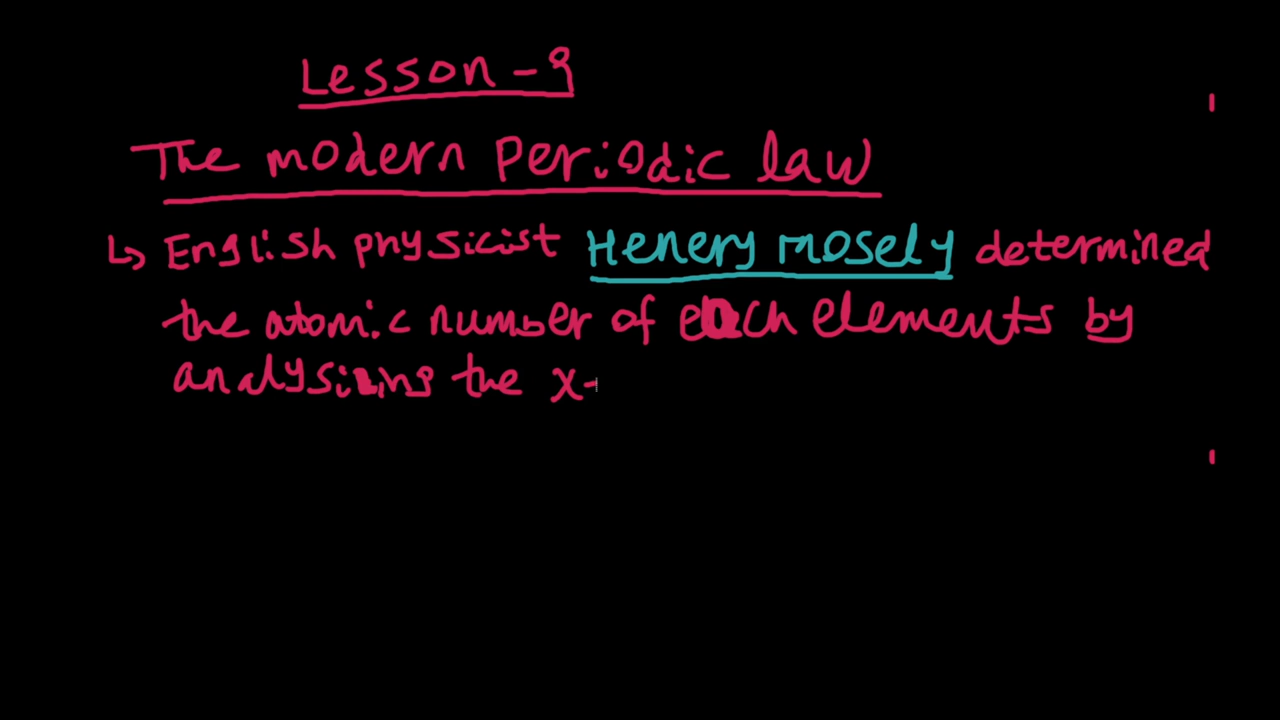 Lesson - 9
The modern periodic law
↳ English physicist Henery mosely determined
the atomic number of each elements by
analysizing the x-